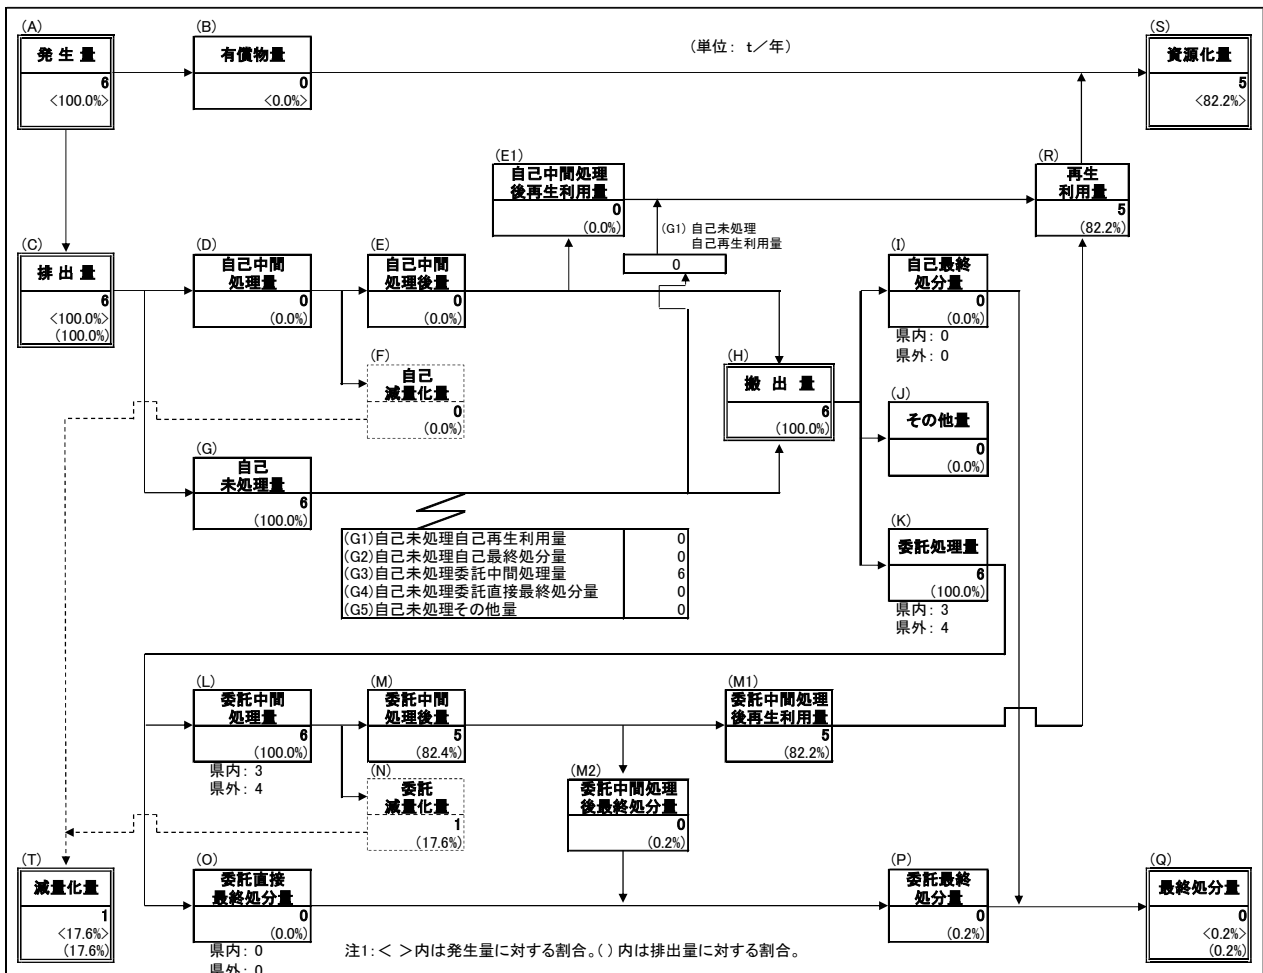 (A)
発 生 量
6
<100.0%>
(B)
有償物量
0
<0.0%>
(単位： t／年)
(S)
資源化量
5
<82.2%>
(E1)
自己中間処理
後再生利用量
0
(0.0%)
(R)
再生
利用量
5
(82.2%)
(G1) 自己未処理
自己再生利用量
0
(C)
排 出 量
6
<100.0%>
(100.0%)
(D)
自己中間
処理量
0
(0.0%)
(E)
自己中間
処理後量
0
(0.0%)
(I)
自己最終
処分量
0
(0.0%)
県内： 0
県外： 0
(F)
自己
減量化量
0
(0.0%)
(H)
搬 出 量
6
(100.0%)
(J)
その他量
0
(0.0%)
(G)
自己
未処理量
6
(100.0%)
(G1)自己未処理自己再生利用量 0
(G2)自己未処理自己最終処分量 0
(G3)自己未処理委託中間処理量 6
(G4)自己未処理委託直接最終処分量 0
(G5)自己未処理その他量 0
(K)
委託処理量
6
(100.0%)
県内： 3
県外： 4
(L)
委託中間
処理量
6
(100.0%)
県内： 3
県外： 4
(M)
委託中間
処理後量
5
(82.4%)
(M1)
委託中間処理
後再生利用量
5
(82.2%)
(N)
委託
減量化量
1
(17.6%)
(M2)
委託中間処理
後最終処分量
0
(0.2%)
(T)
減量化量
1
<17.6%>
(17.6%)
(O)
委託直接
最終処分量
0
(0.0%)
県内： 0
県外： 0
(P)
委託最終
処分量
0
(0.2%)
(Q)
最終処分量
0
<0.2%>
(0.2%)
注1：< >内は発生量に対する割合。( )内は排出量に対する割合。